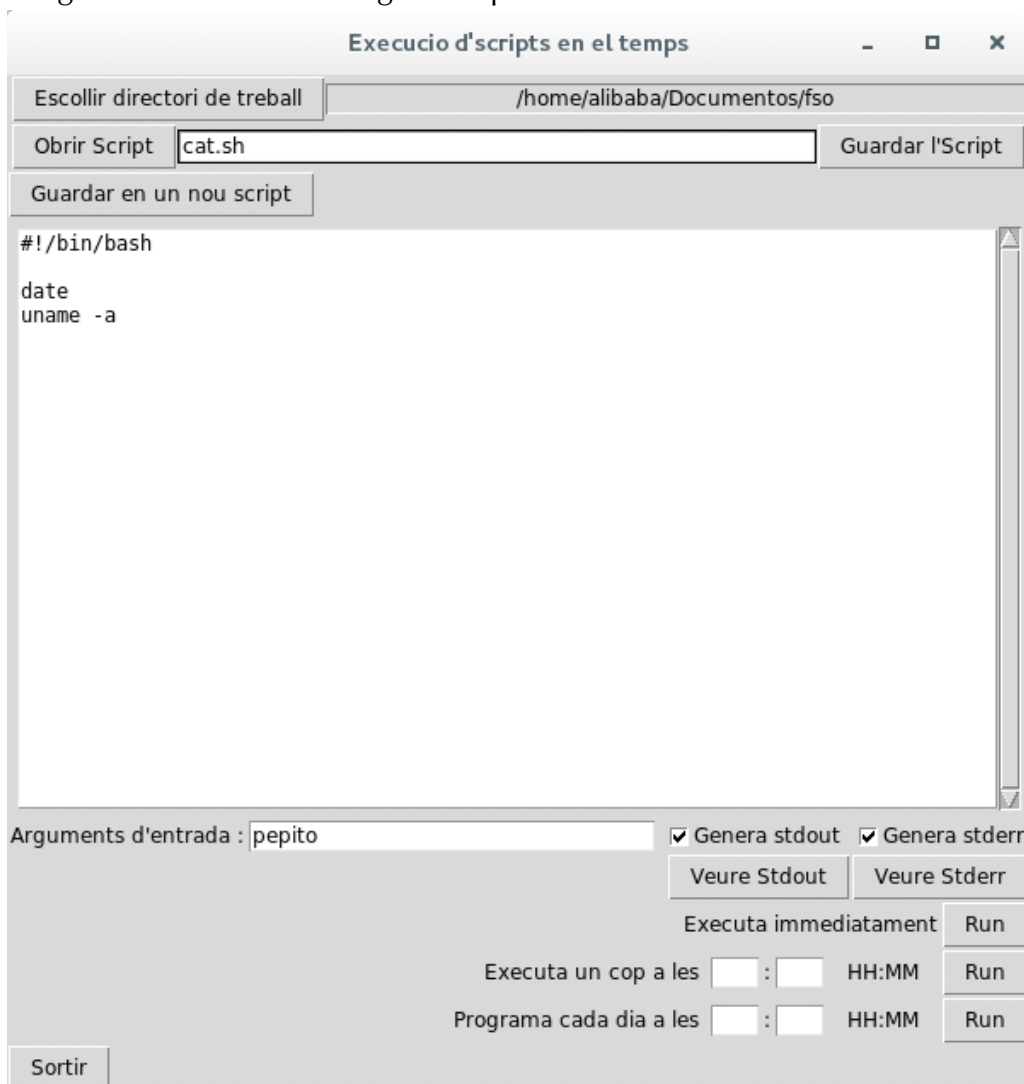 Execucio d'scripts en el temps
Escollir directori de treball /home/alibaba/Documentos/fso
Obrir Script cat.sh Guardar l'Script
Guardar en un nou script
#!/bin/bash
date
uname -a
Arguments d'entrada : pepito Genera stdout Genera stderr
Veure Stdout Veure Stderr
Executa immediatament Run
Executa un cop a les : HH:MM Run
Programa cada dia a les : HH:MM Run
Sortir